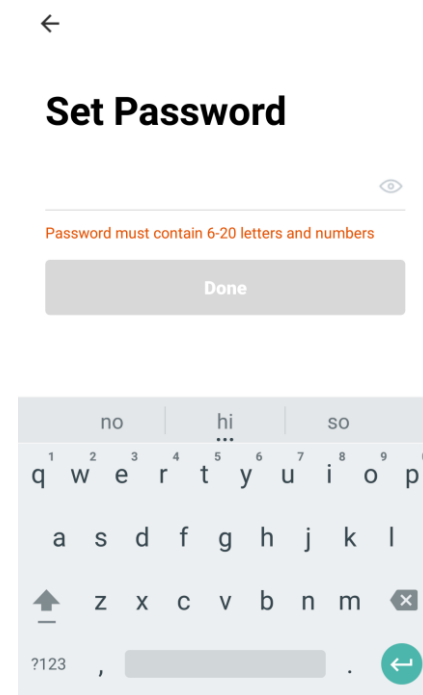 Set Password
Password must contain 6-20 letters and numbers
Done
no hi so
1 2 3 4 5 6 7 8 9
q w e r t y u i o p
a s d f g h j k l
z x c v b n m
?123 , .